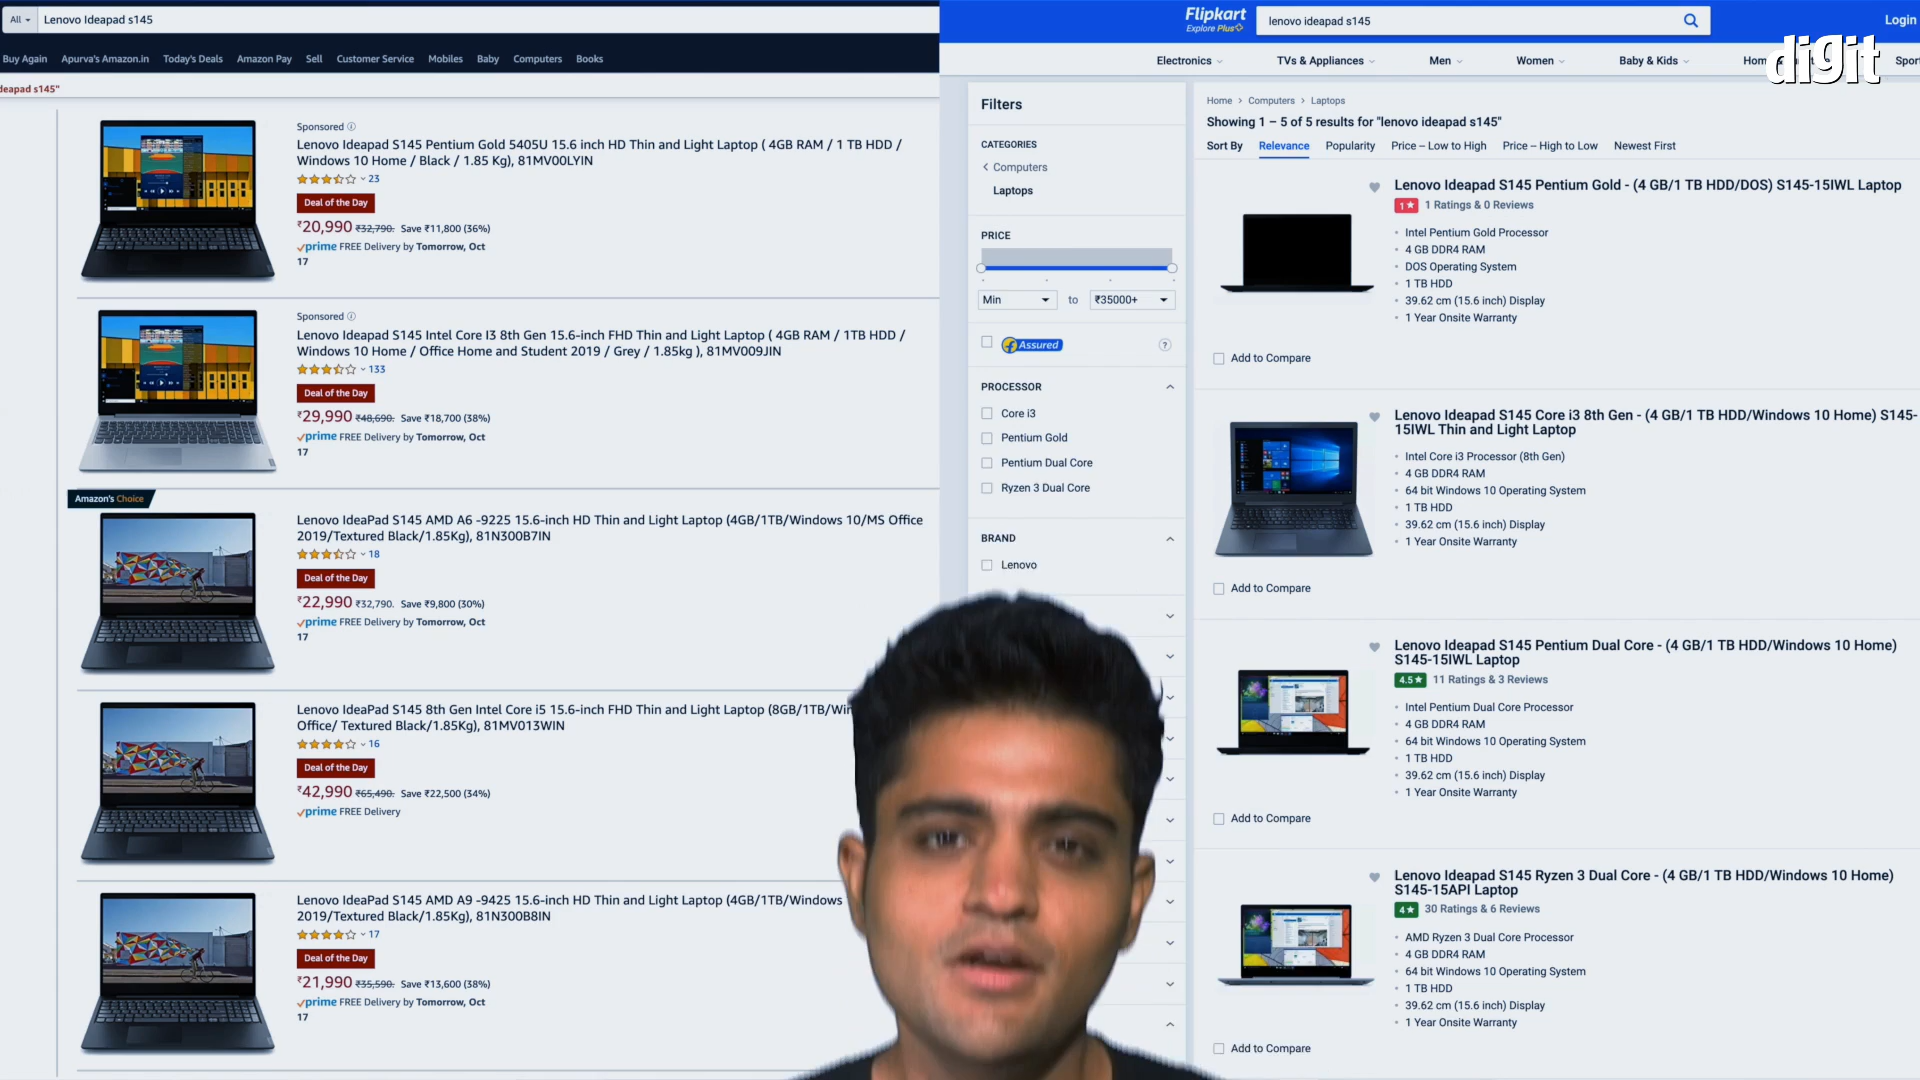 All
Lenovo Ideapad s145
Buy Again Apurva's Amazon.in Today's Deals Amazon Pay Sell Customer Service Mobiles Baby Computers Books
deapad s145"
Sponsored
Lenovo Ideapad S145 Pentium Gold 5405U 15.6 inch HD Thin and Light Laptop ( 4GB RAM / 1 TB HDD /
Windows 10 Home / Black / 1.85 Kg), 81MV00LYIN
23
Deal of the Day
₹20,990 ₹32,790. Save ₹11,800 (36%)
prime FREE Delivery by Tomorrow, Oct
17
Sponsored
Lenovo Ideapad S145 Intel Core I3 8th Gen 15.6-inch FHD Thin and Light Laptop ( 4GB RAM / 1TB HDD /
Windows 10 Home / Office Home and Student 2019 / Grey / 1.85kg ), 81MV009JIN
133
Deal of the Day
₹29,990 ₹48,690. Save ₹18,700 (38%)
prime FREE Delivery by Tomorrow, Oct
17
Amazon's Choice
Lenovo IdeaPad S145 AMD A6 -9225 15.6-inch HD Thin and Light Laptop (4GB/1TB/Windows 10/MS Office
2019/Textured Black/1.85Kg), 81N300B7IN
18
Deal of the Day
₹22,990 ₹32,790. Save ₹9,800 (30%)
prime FREE Delivery by Tomorrow, Oct
17
Lenovo IdeaPad S145 8th Gen Intel Core i5 15.6-inch FHD Thin and Light Laptop (8GB/1TB/Win
Office/ Textured Black/1.85Kg), 81MV013WIN
16
Deal of the Day
₹42,990 ₹65,490. Save ₹22,500 (34%)
prime FREE Delivery
Lenovo IdeaPad S145 AMD A9 -9425 15.6-inch HD Thin and Light Laptop (4GB/1TB/Windows
2019/Textured Black/1.85Kg), 81N300B8IN
17
Deal of the Day
₹21,990 ₹35,590. Save ₹13,600 (38%)
prime FREE Delivery by Tomorrow, Oct
17
Flipkart
Explore Plus
lenovo ideapad s145
Login
digit
Electronics TVs & Appliances Men Women Baby & Kids Hom Sport
Filters
CATEGORIES
Computers
Laptops
PRICE
Min to ₹35000+
Assured ?
PROCESSOR
Core i3
Pentium Gold
Pentium Dual Core
Ryzen 3 Dual Core
BRAND
Lenovo
Home > Computers > Laptops
Showing 1 – 5 of 5 results for "lenovo ideapad s145"
Sort By Relevance Popularity Price -- Low to High Price -- High to Low Newest First
Lenovo Ideapad S145 Pentium Gold - (4 GB/1 TB HDD/DOS) S145-15IWL Laptop
1★ 1 Ratings & 0 Reviews
Intel Pentium Gold Processor
4 GB DDR4 RAM
DOS Operating System
1 TB HDD
39.62 cm (15.6 inch) Display
1 Year Onsite Warranty
Add to Compare
Lenovo Ideapad S145 Core i3 8th Gen - (4 GB/1 TB HDD/Windows 10 Home) S145-
15IWL Thin and Light Laptop
Intel Core i3 Processor (8th Gen)
4 GB DDR4 RAM
64 bit Windows 10 Operating System
1 TB HDD
39.62 cm (15.6 inch) Display
1 Year Onsite Warranty
Add to Compare
Lenovo Ideapad S145 Pentium Dual Core - (4 GB/1 TB HDD/Windows 10 Home)
S145-15IWL Laptop
4.5★ 11 Ratings & 3 Reviews
Intel Pentium Dual Core Processor
4 GB DDR4 RAM
64 bit Windows 10 Operating System
1 TB HDD
39.62 cm (15.6 inch) Display
1 Year Onsite Warranty
Add to Compare
Lenovo Ideapad S145 Ryzen 3 Dual Core - (4 GB/1 TB HDD/Windows 10 Home)
S145-15API Laptop
4★ 30 Ratings & 6 Reviews
AMD Ryzen 3 Dual Core Processor
4 GB DDR4 RAM
64 bit Windows 10 Operating System
1 TB HDD
39.62 cm (15.6 inch) Display
1 Year Onsite Warranty
Add to Compare